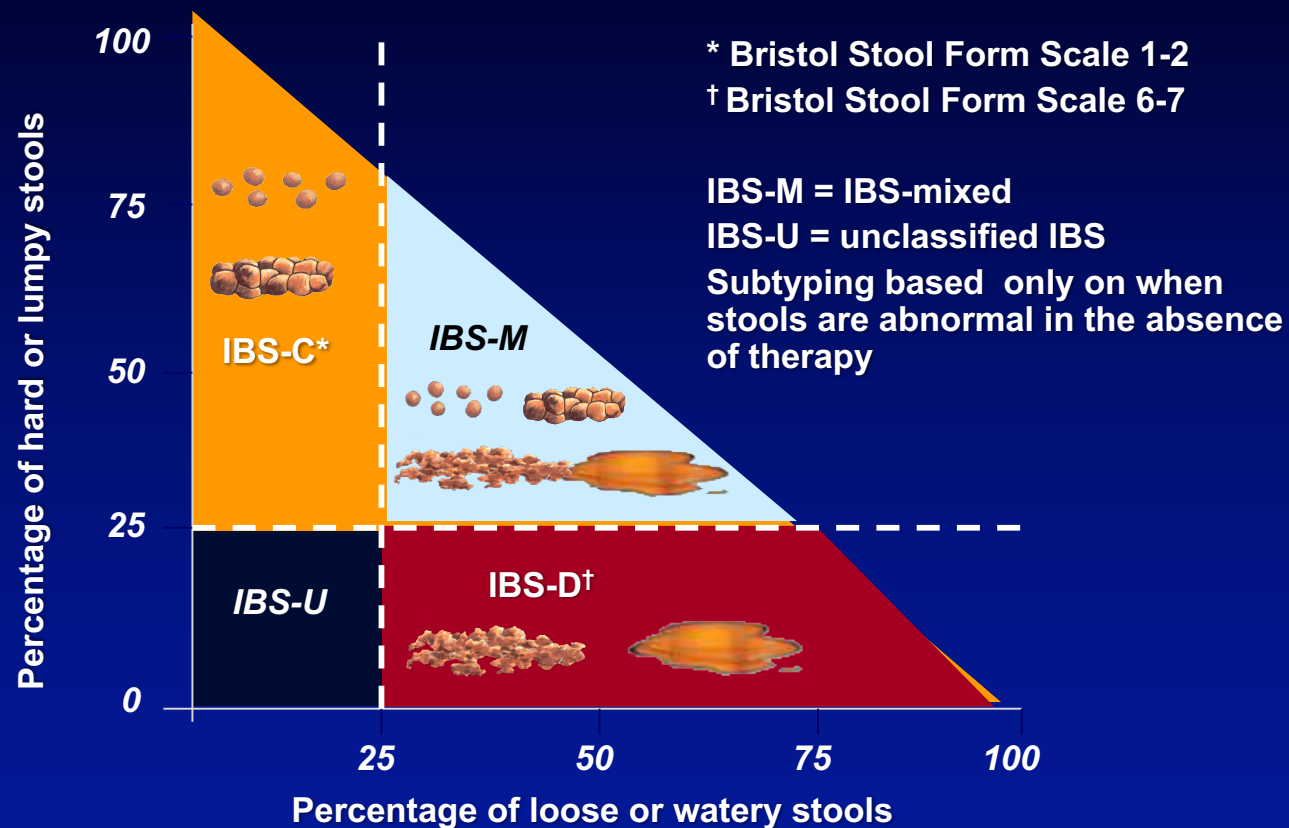 * Bristol Stool Form Scale 1-2
† Bristol Stool Form Scale 6-7
IBS-M = IBS-mixed
IBS-U = unclassified IBS
Subtyping based only on when
stools are abnormal in the absence
of therapy
Percentage of hard or lumpy stools
100
75
50
25
0
IBS-C*
IBS-M
IBS-U
IBS-D†
25
50
75
100
Percentage of loose or watery stools